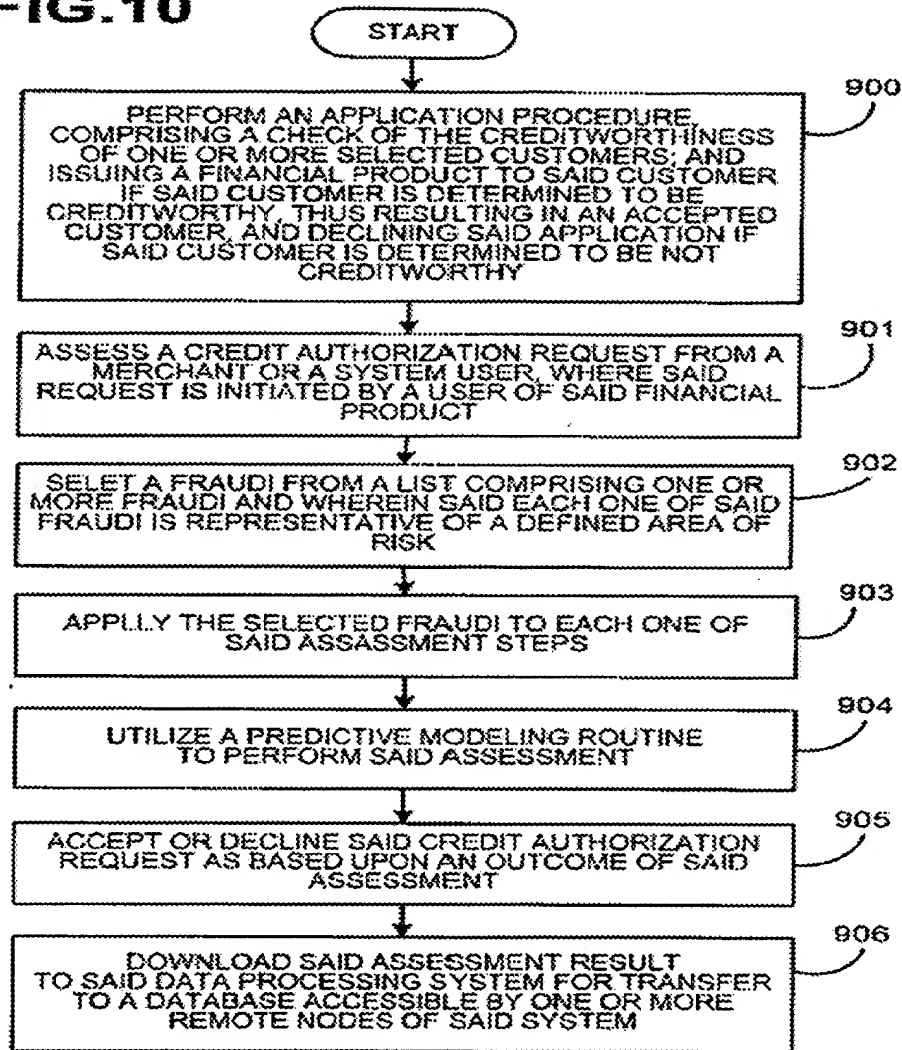 FIG.10
START
900
PERFORM AN APPLICATION PROCEDURE,
COMPRISING A CHECK OF THE CREDITWORTHINESS
OF ONE OR MORE SELECTED CUSTOMERS; AND
ISSUING A FINANCIAL PRODUCT TO SAID CUSTOMER
IF SAID CUSTOMER IS DETERMINED TO BE
CREDITWORTHY, THUS RESULTING IN AN ACCEPTED
CUSTOMER, AND DECLINING SAID APPLICATION IF
SAID CUSTOMER IS DETERMINED TO BE NOT
CREDITWORTHY
901
ASSESS A CREDIT AUTHORIZATION REQUEST FROM A
MERCHANT OR A SYSTEM USER, WHERE SAID
REQUEST IS INITIATED BY A USER OF SAID FINANCIAL
PRODUCT
902
SELET A FRAUDI FROM A LIST COMPRISING ONE OR
MORE FRAUDI AND WHEREIN SAID EACH ONE OF SAID
FRAUDI IS REPRESENTATIVE OF A DEFINED AREA OF
RISK
903
APPLLY THE SELECTED FRAUDI TO EACH ONE OF
SAID ASSASSMENT STEPS
904
UTILIZE A PREDICTIVE MODELING ROUTINE
TO PERFORM SAID ASSESSMENT
905
ACCEPT OR DECLINE SAID CREDIT AUTHORIZATION
REQUEST AS BASED UPON AN OUTCOME OF SAID
ASSESSMENT
906
DOWNLOAD SAID ASSESSMENT RESULT
TO SAID DATA PROCESSING SYSTEM FOR TRANSFER
TO A DATABASE ACCESSIBLE BY ONE OR MORE
REMOTE NODES OF SAID SYSTEM